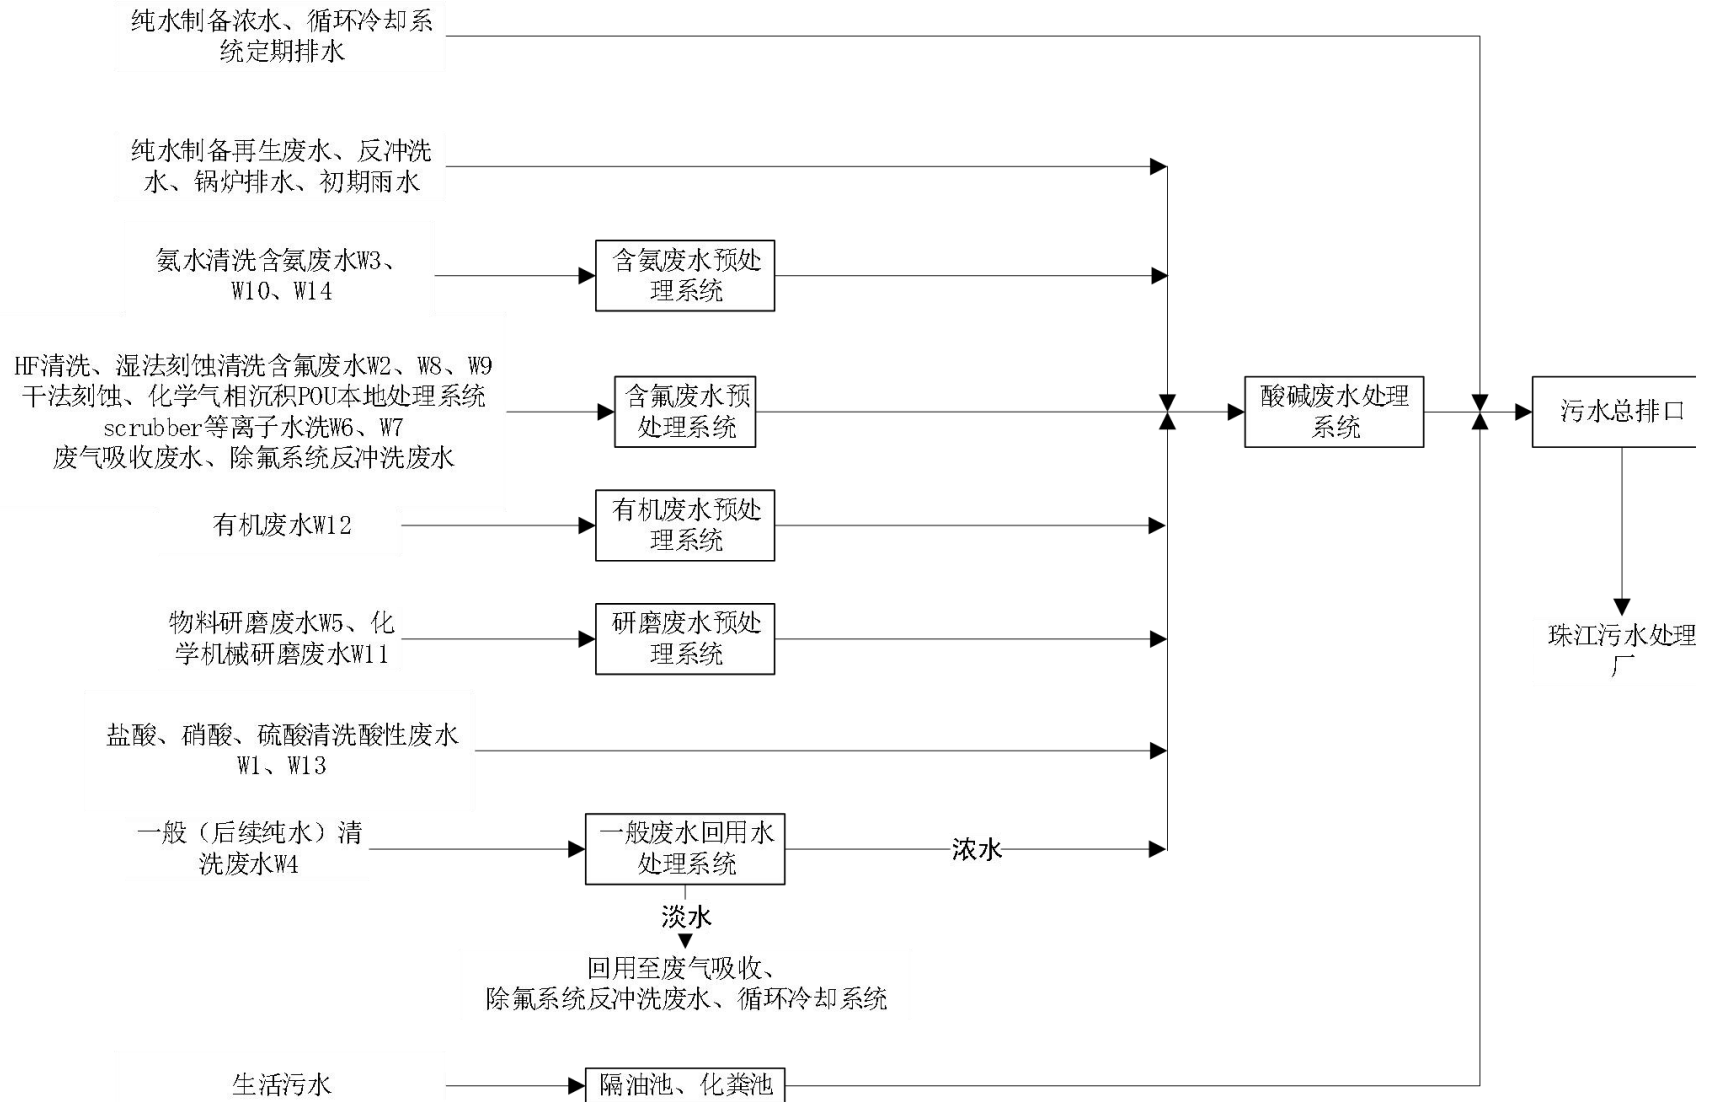 纯水制备浓水、循环冷却系
统定期排水
纯水制备再生废水、反冲洗
水、锅炉排水、初期雨水
氨水清洗含氨废水W3、
W10、W14
含氨废水预处
理系统
HF清洗、湿法刻蚀清洗含氟废水W2、W8、W9
干法刻蚀、化学气相沉积POU本地处理系统
scrubber等离子水洗W6、W7
废气吸收废水、除氟系统反冲洗废水
含氟废水预
处理系统
酸碱废水处理
系统
污水总排口
有机废水W12
有机废水预处
理系统
物料研磨废水W5、化
学机械研磨废水W11
研磨废水预处
理系统
珠江污水处理
厂
盐酸、硝酸、硫酸清洗酸性废水
W1、W13
一般（后续纯水）清
洗废水W4
一般废水回用水
处理系统
浓水
淡水
回用至废气吸收、
除氟系统反冲洗废水、循环冷却系统
生活污水
隔油池、化粪池